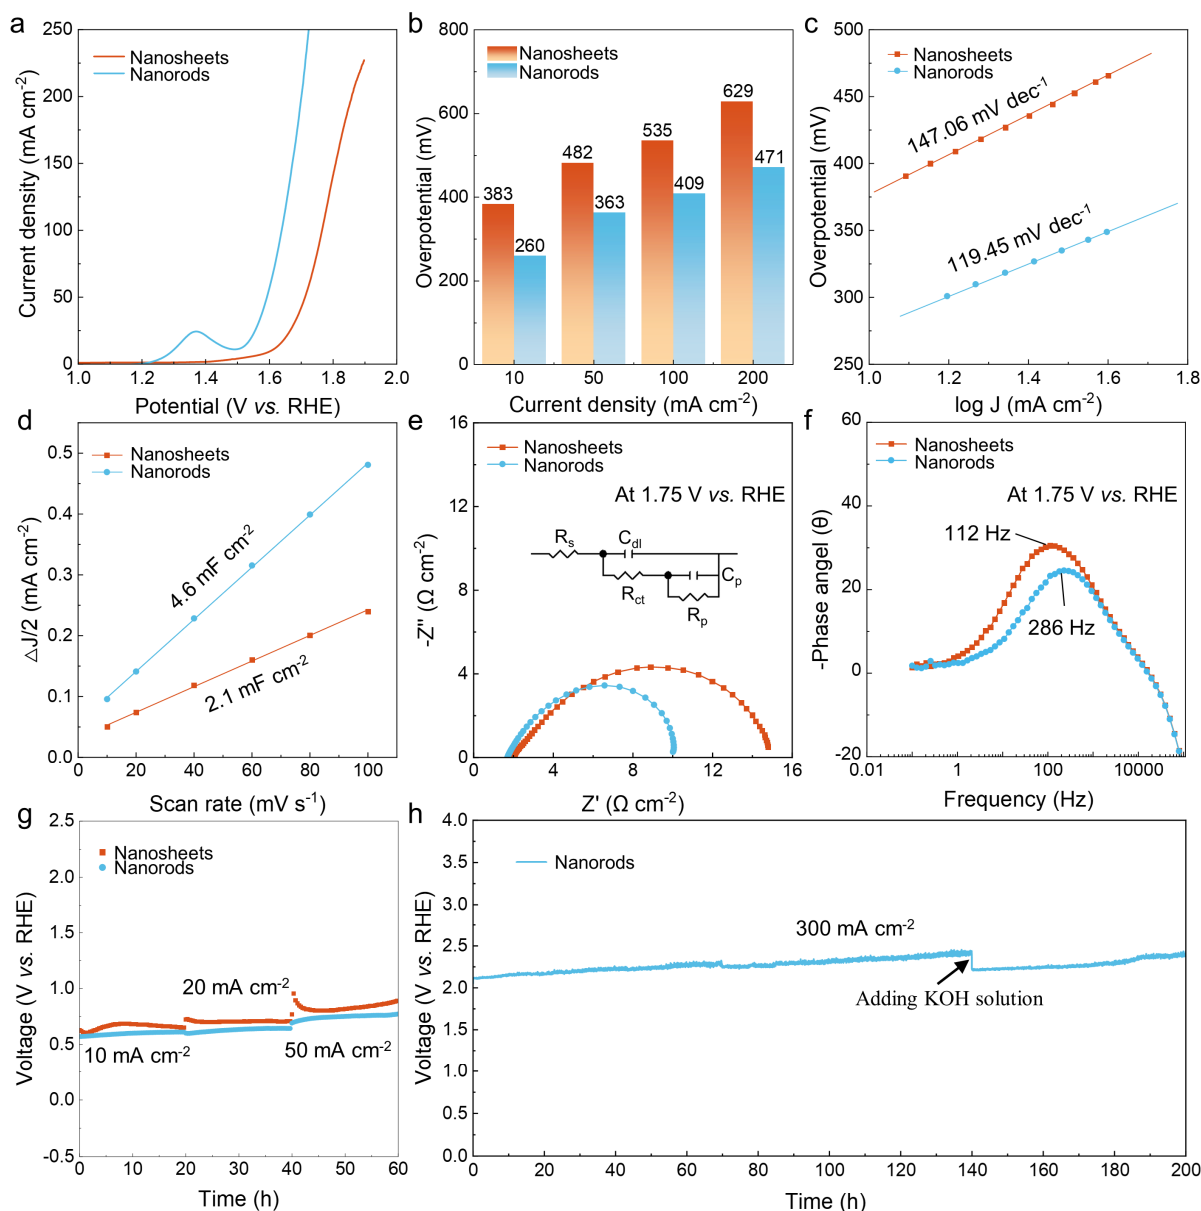 a
250
200
150
100
50
0
Current density (mA cm-2)
Nanosheets
Nanorods
1.0 1.2 1.4 1.6 1.8 2.0
Potential (V vs. RHE)
b
800
600
400
200
0
Overpotential (mV)
Nanosheets
Nanorods
383
260
482
363
535
409
629
471
10 50 100 200
Current density (mA cm-2)
c
500
450
400
350
300
250
Overpotential (mV)
Nanosheets
Nanorods
147.06 mV dec-1
119.45 mV dec-1
1.0 1.2 1.4 1.6 1.8
log J (mA cm-2)
d
0.5
0.4
0.3
0.2
0.1
0.0
△J/2 (mA cm-2)
Nanosheets
Nanorods
4.6 mF cm-2
2.1 mF cm-2
0 20 40 60 80 100
Scan rate (mV s-1)
e
16
12
8
4
0
-Z" (Ω cm-2)
Nanosheets
Nanorods
At 1.75 V vs. RHE
Rs
Cdl
Rct
Cp
Rp
0 4 8 12 16
Z' (Ω cm-2)
f
60
40
20
0
-20
-Phase angel (θ)
Nanosheets
Nanorods
At 1.75 V vs. RHE
112 Hz
286 Hz
0.01 1 100 10000
Frequency (Hz)
g
2.5
2.0
1.5
1.0
0.5
0.0
-0.5
Voltage (V vs. RHE)
Nanosheets
Nanorods
20 mA cm-2
10 mA cm-2
50 mA cm-2
0 10 20 30 40 50 60
Time (h)
h
4.0
3.5
3.0
2.5
2.0
1.5
1.0
0.5
0.0
Voltage (V vs. RHE)
Nanorods
300 mA cm-2
Adding KOH solution
0 20 40 60 80 100 120 140 160 180 200
Time (h)